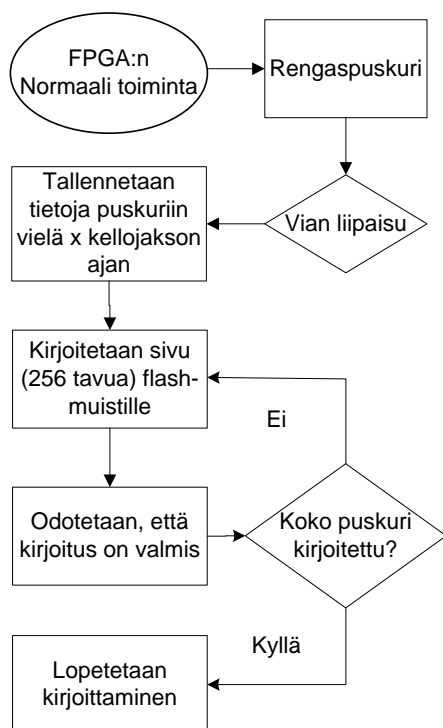 FPGA:n
Normaali toiminta
Rengaspuskuri
Vian liipaisu
Tallennetaan
tietoja puskuriin
vielä x kellojakson
ajan
Kirjoitetaan sivu
(256 tavua) flash-
muistille
Odotetaan, että
kirjoitus on valmis
Koko puskuri
kirjoitettu?
Ei
Kyllä
Lopetetaan
kirjoittaminen